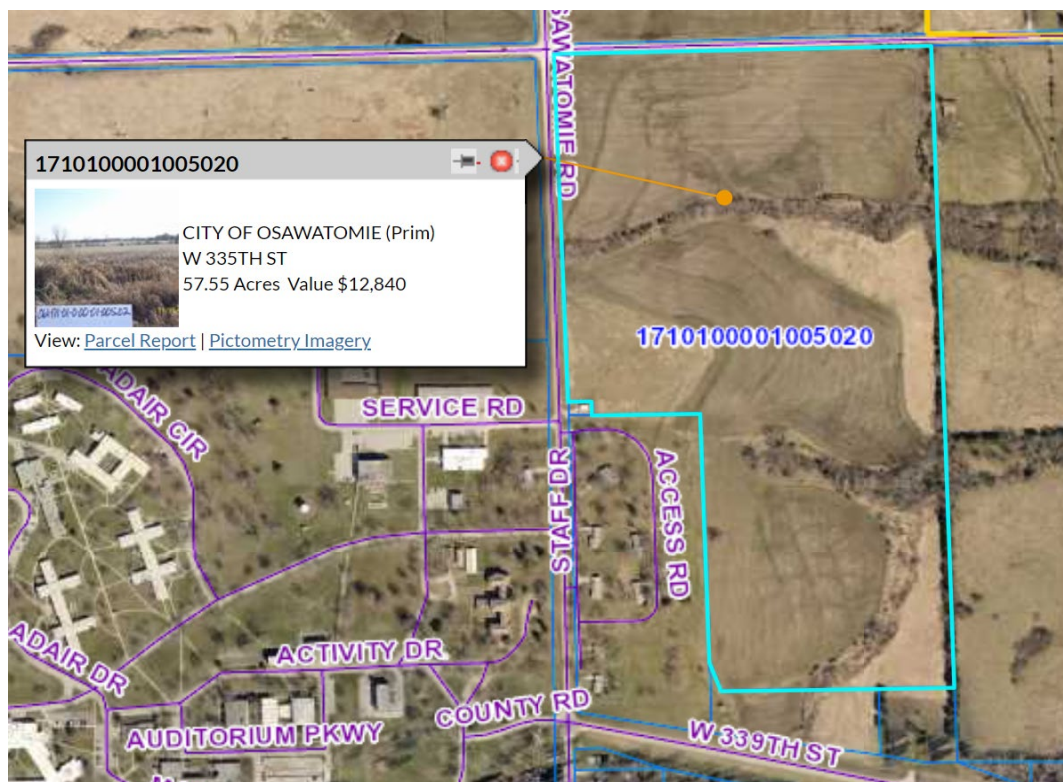 SAWATOMIE RD
1710100001005020
CITY OF OSAWATOMIE (Prim)
W 335TH ST
57.55 Acres Value $12,840
View: Parcel Report | Pictometry Imagery
1710100001005020
ADAIR CIR
SERVICE RD
STAFF DR
ACCESS RD
ADAIR DR
ACTIVITY DR
COUNTY RD
AUDITORIUM PKWY
W 339TH ST